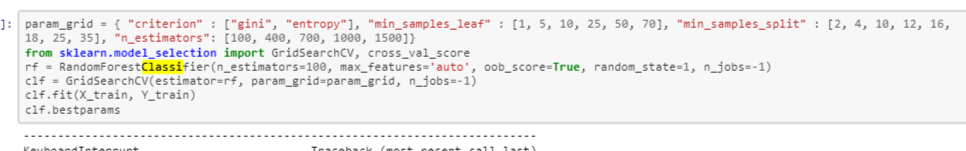 ]: param_grid = { "criterion" : ["gini", "entropy"], "min_samples_leaf" : [1, 5, 10, 25, 50, 70], "min_samples_split" : [2, 4, 10, 12, 16,
18, 25, 35], "n_estimators": [100, 400, 700, 1000, 1500]}
from sklearn.model_selection import GridSearchCV, cross_val_score
rf = RandomForestClassifier(n_estimators=100, max_features='auto', oob_score=True, random_state=1, n_jobs=-1)
clf = GridSearchCV(estimator=rf, param_grid=param_grid, n_jobs=-1)
clf.fit(X_train, Y_train)
clf.bestparams
---------------------------------------------------------------------------
KeyboardInterrupt Traceback (most recent call last)